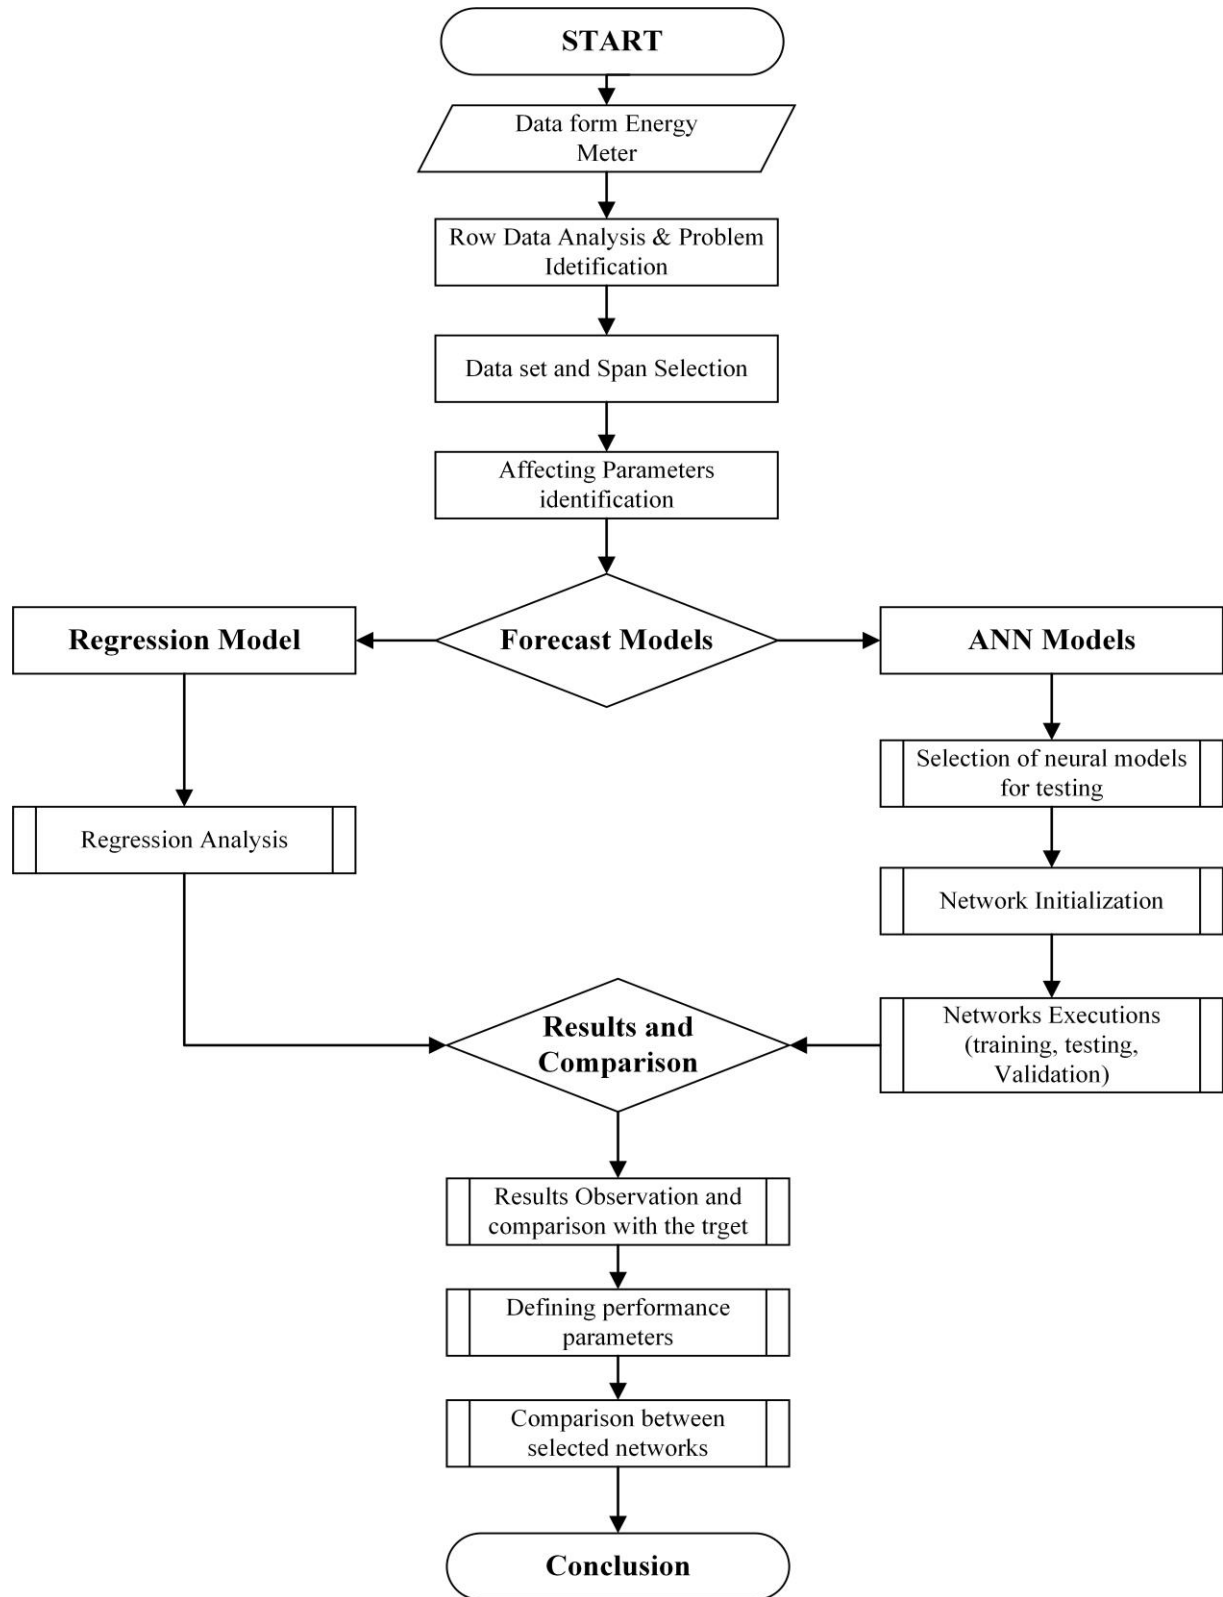 START
Data form Energy
Meter
Row Data Analysis & Problem
Idetification
Data set and Span Selection
Affecting Parameters
identification
Regression Model
Forecast Models
ANN Models
Selection of neural models
for testing
Regression Analysis
Network Initialization
Networks Executions
(training, testing,
Validation)
Results and
Comparison
Results Observation and
comparison with the trget
Defining performance
parameters
Comparison between
selected networks
Conclusion